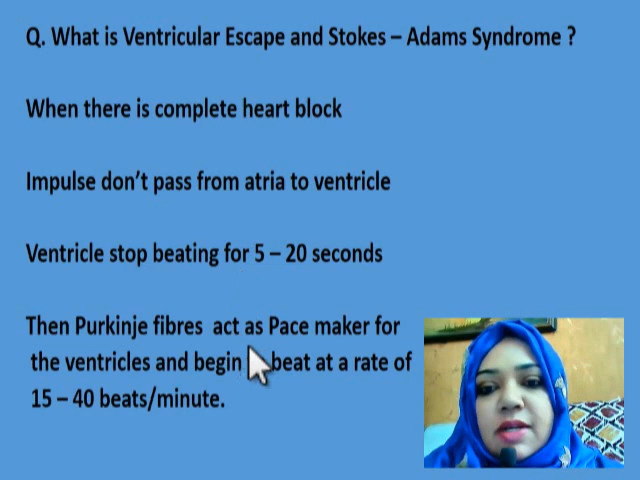 Q. What is Ventricular Escape and Stokes – Adams Syndrome ?
When there is complete heart block
Impulse don't pass from atria to ventricle
Ventricle stop beating for 5 – 20 seconds
Then Purkinje fibres act as Pace maker for
the ventricles and begin beat at a rate of
15 – 40 beats/minute.